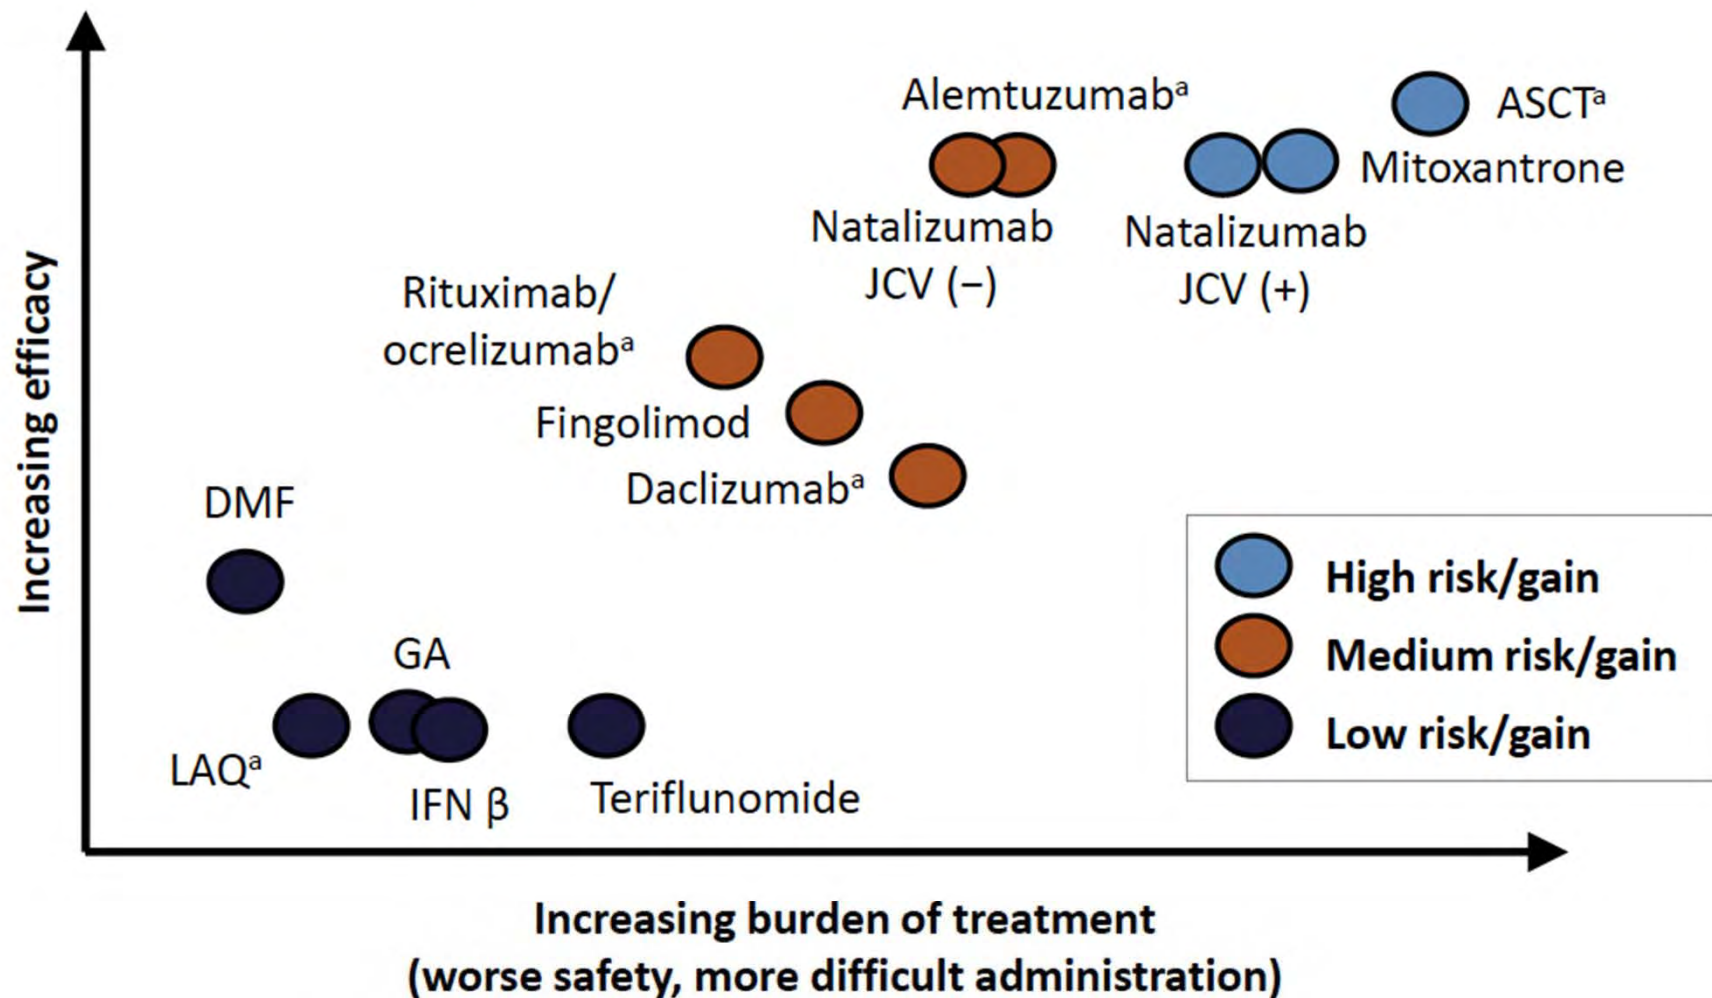 Increasing efficacy
Alemtuzumabᵃ
ASCTᵃ
Mitoxantrone
Natalizumab
JCV (−)
Natalizumab
JCV (+)
Rituximab/
ocrelizumabᵃ
Fingolimod
Daclizumabᵃ
DMF
GA
LAQᵃ
IFN β
Teriflunomide
High risk/gain
Medium risk/gain
Low risk/gain
Increasing burden of treatment
(worse safety, more difficult administration)